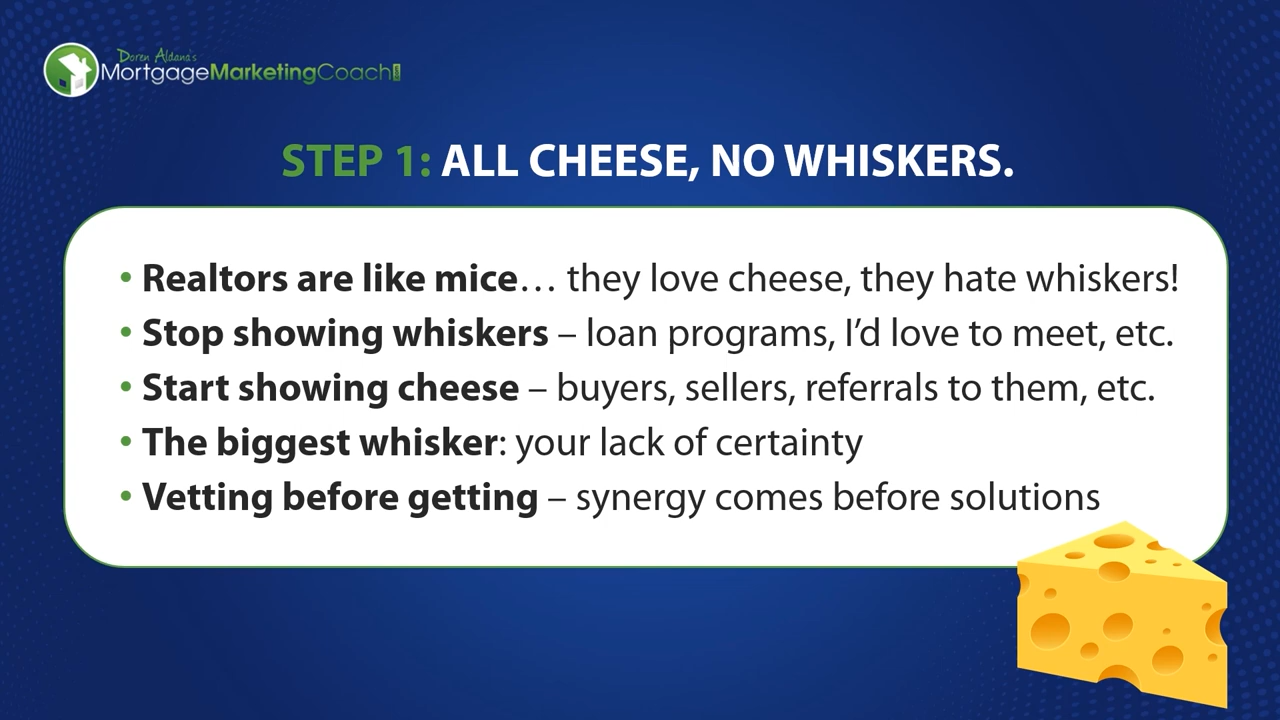 Doren Aldana's
MortgageMarketingCoach
STEP 1: ALL CHEESE, NO WHISKERS.
• Realtors are like mice… they love cheese, they hate whiskers!
• Stop showing whiskers – loan programs, I’d love to meet, etc.
• Start showing cheese – buyers, sellers, referrals to them, etc.
• The biggest whisker: your lack of certainty
• Vetting before getting – synergy comes before solutions